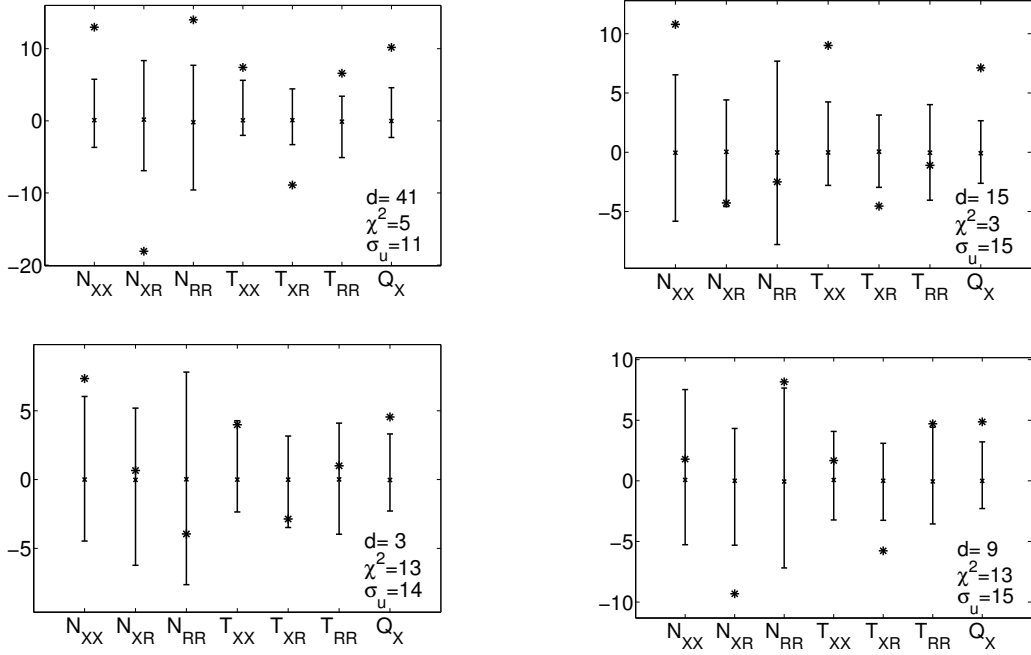 10
0
−10
−20
d= 41
χ²=5
σ_u=11
N_XX N_XR N_RR T_XX T_XR T_RR Q_X
10
5
0
−5
d= 15
χ²=3
σ_u=15
N_XX N_XR N_RR T_XX T_XR T_RR Q_X
5
0
−5
d= 3
χ²=13
σ_u=14
N_XX N_XR N_RR T_XX T_XR T_RR Q_X
10
5
0
−5
−10
d= 9
χ²=13
σ_u=15
N_XX N_XR N_RR T_XX T_XR T_RR Q_X